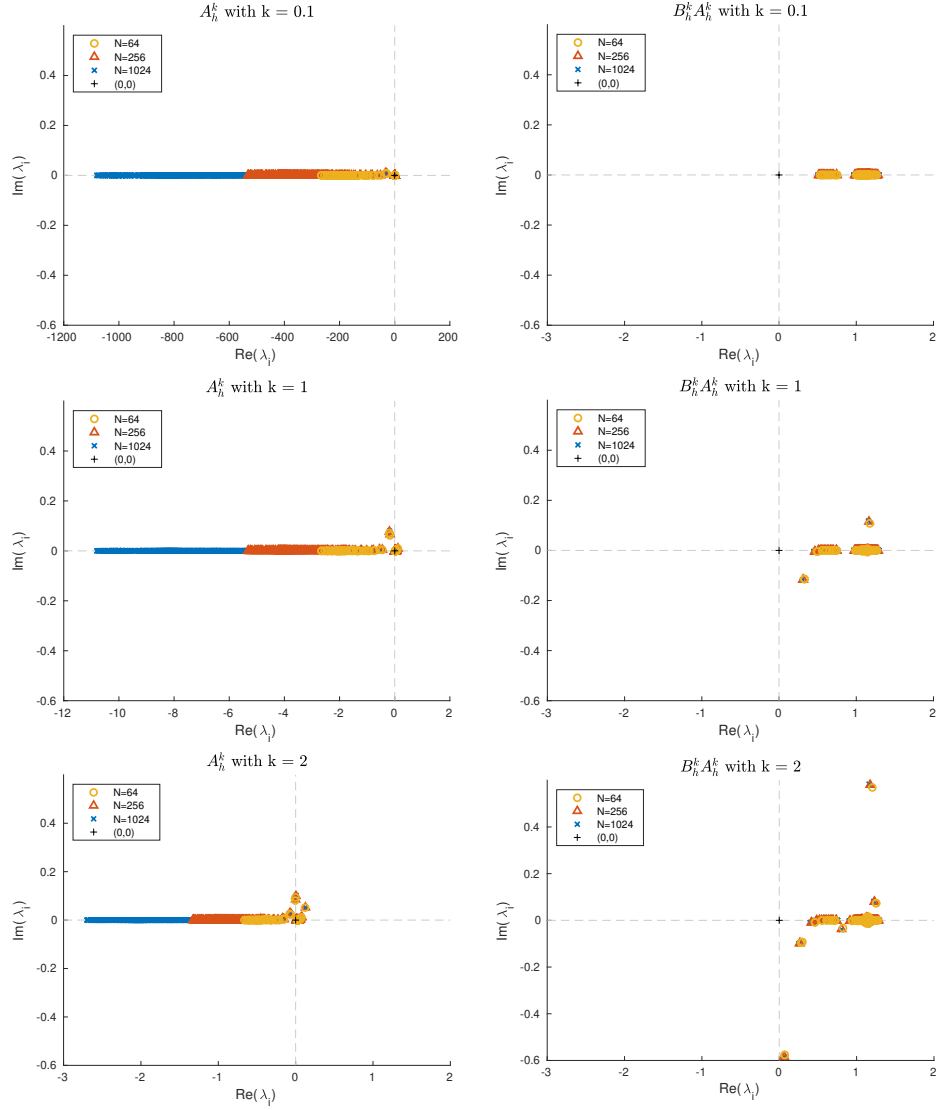 A_h^k with k = 0.1
N=64
N=256
N=1024
(0,0)
0.4
0.2
0
-0.2
-0.4
-0.6
Im( λ_i)
-1200 -1000 -800 -600 -400 -200 0 200
Re( λ_i)
B_h^k A_h^k with k = 0.1
N=64
N=256
N=1024
(0,0)
0.4
0.2
0
-0.2
-0.4
-0.6
Im( λ_i)
-3 -2 -1 0 1 2
Re( λ_i)
A_h^k with k = 1
N=64
N=256
N=1024
(0,0)
0.4
0.2
0
-0.2
-0.4
-0.6
Im( λ_i)
-12 -10 -8 -6 -4 -2 0 2
Re( λ_i)
B_h^k A_h^k with k = 1
N=64
N=256
N=1024
(0,0)
0.4
0.2
0
-0.2
-0.4
-0.6
Im( λ_i)
-3 -2 -1 0 1 2
Re( λ_i)
A_h^k with k = 2
N=64
N=256
N=1024
(0,0)
0.4
0.2
0
-0.2
-0.4
-0.6
Im( λ_i)
-3 -2 -1 0 1 2
Re( λ_i)
B_h^k A_h^k with k = 2
N=64
N=256
N=1024
(0,0)
0.4
0.2
0
-0.2
-0.4
-0.6
Im( λ_i)
-3 -2 -1 0 1 2
Re( λ_i)